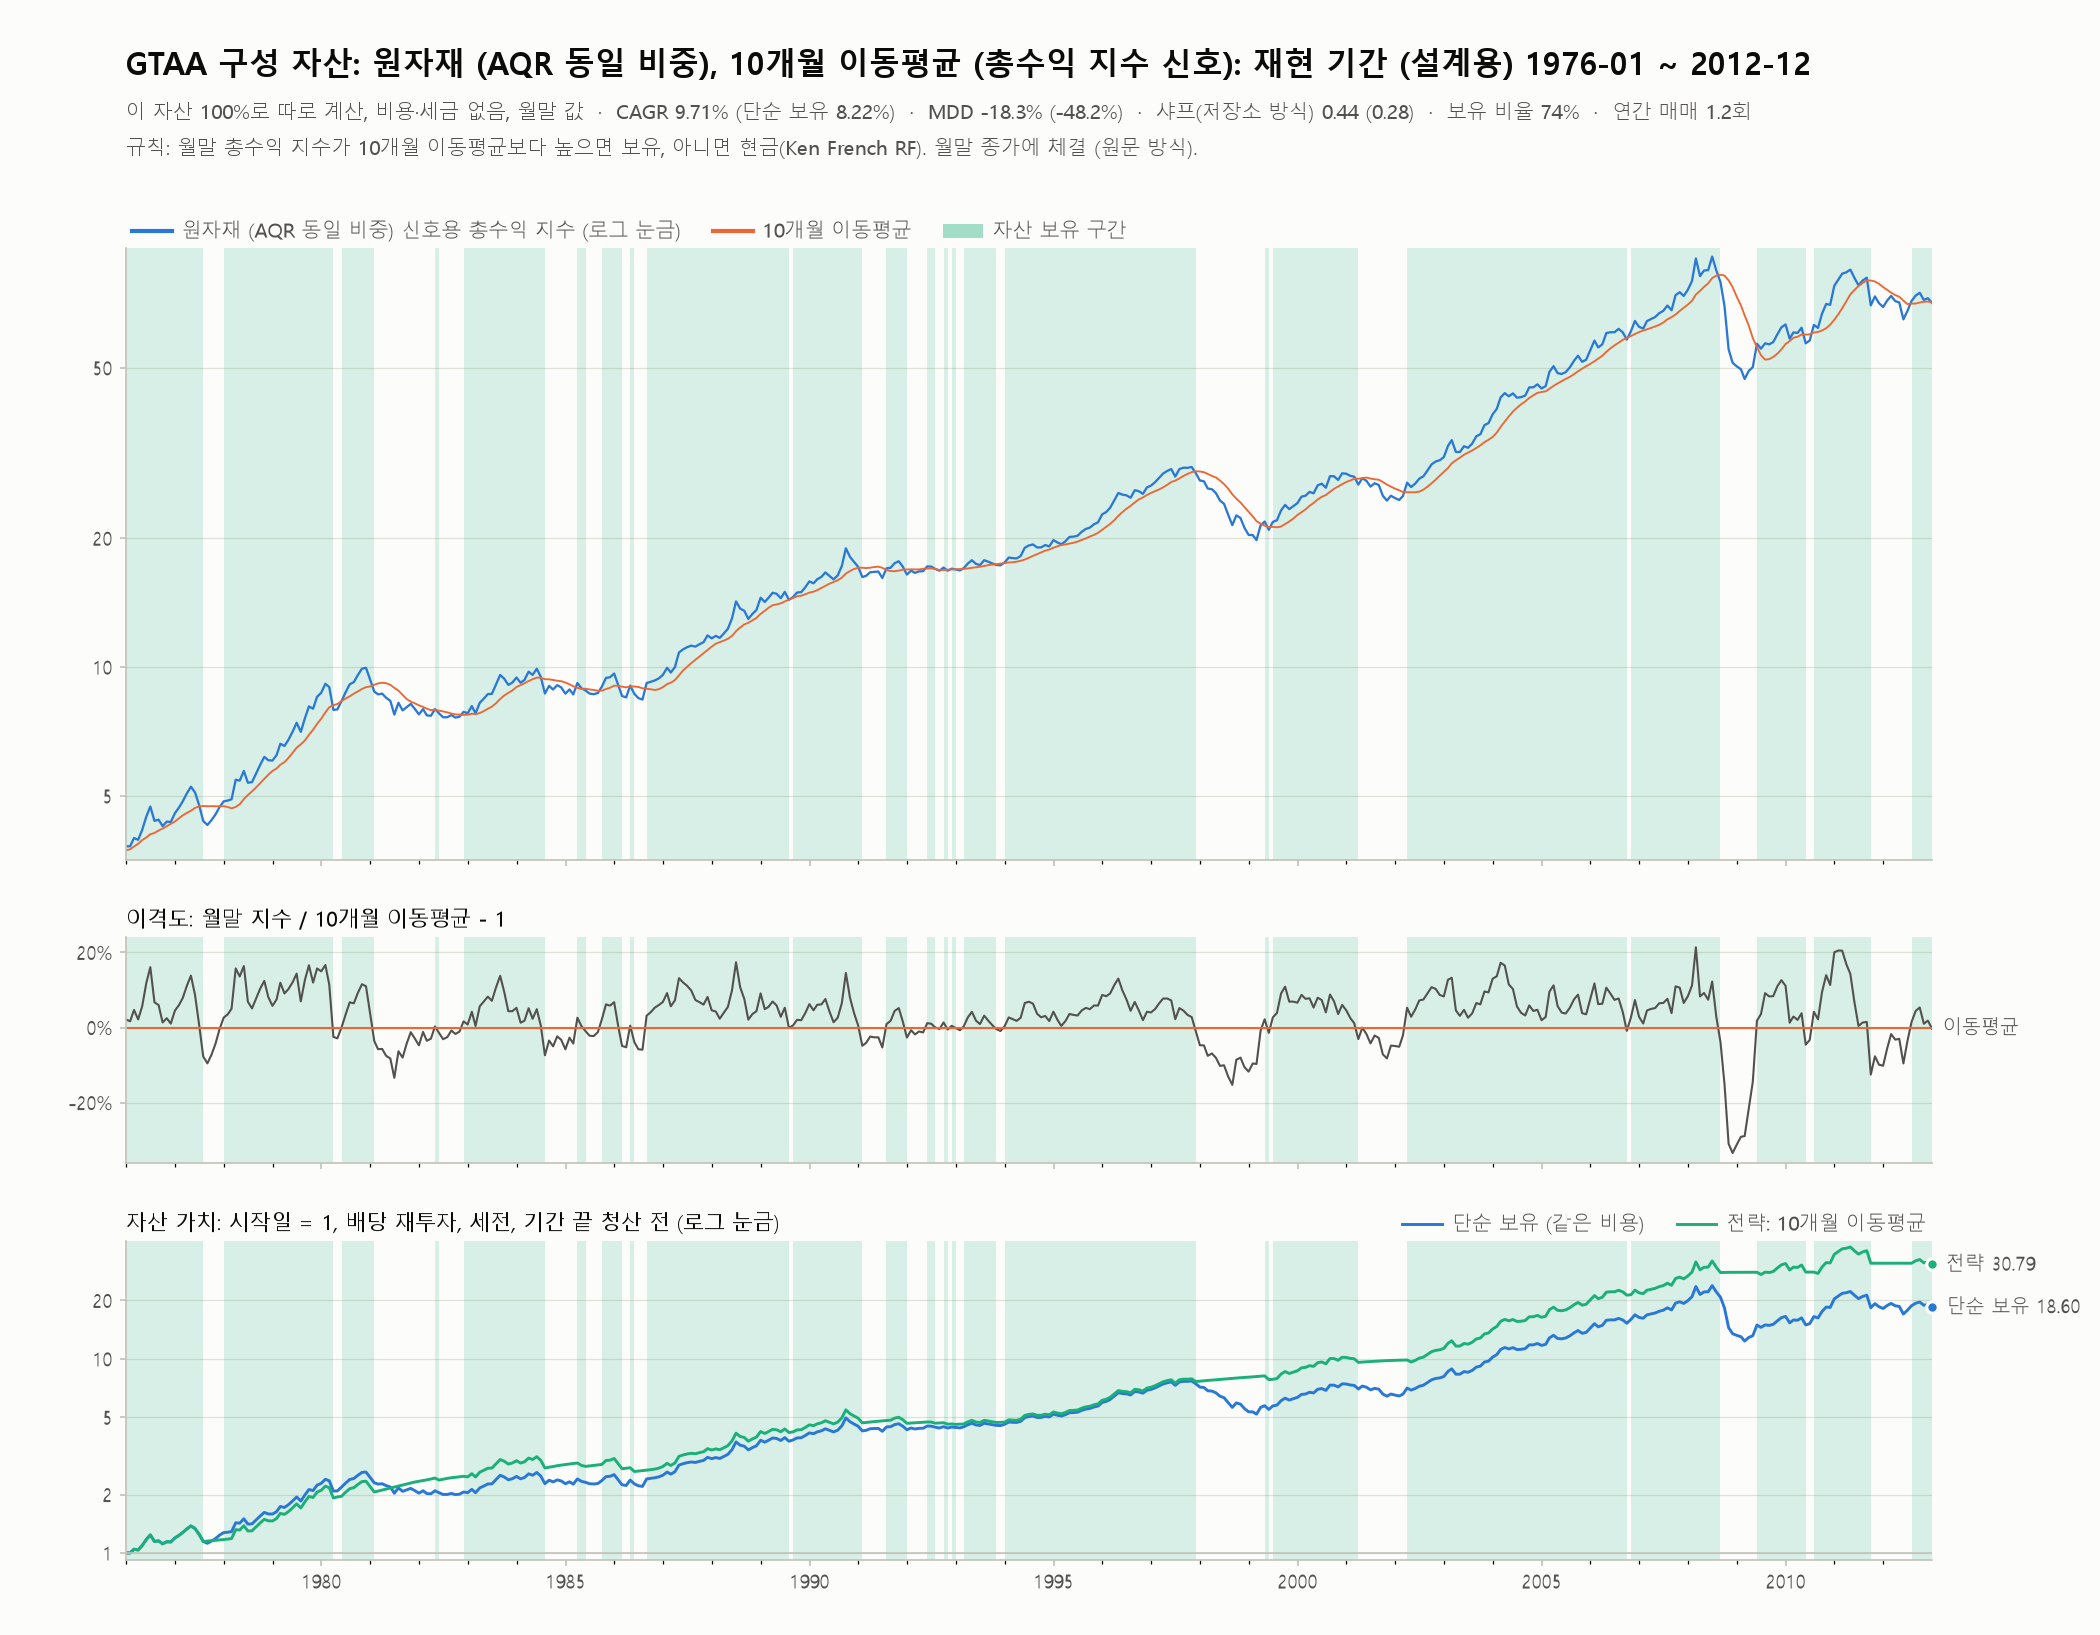 GTAA 구성 자산: 원자재 (AQR 동일 비중), 10개월 이동평균 (총수익 지수 신호): 재현 기간 (설계용) 1976-01 ~ 2012-12
이 자산 100%로 따로 계산, 비용·세금 없음, 월말 값 · CAGR 9.71% (단순 보유 8.22%) · MDD -18.3% (-48.2%) · 샤프(저장소 방식) 0.44 (0.28) · 보유 비율 74% · 연간 매매 1.2회
규칙: 월말 총수익 지수가 10개월 이동평균보다 높으면 보유, 아니면 현금(Ken French RF). 월말 종가에 체결 (원문 방식).
원자재 (AQR 동일 비중) 신호용 총수익 지수 (로그 눈금) 10개월 이동평균 자산 보유 구간
50
20
10
5
이격도: 월말 지수 / 10개월 이동평균 - 1
20%
0%
이동평균
-20%
자산 가치: 시작일 = 1, 배당 재투자, 세전, 기간 끝 청산 전 (로그 눈금) 단순 보유 (같은 비용) 전략: 10개월 이동평균
전략 30.79
20
단순 보유 18.60
10
5
2
1
1980 1985 1990 1995 2000 2005 2010